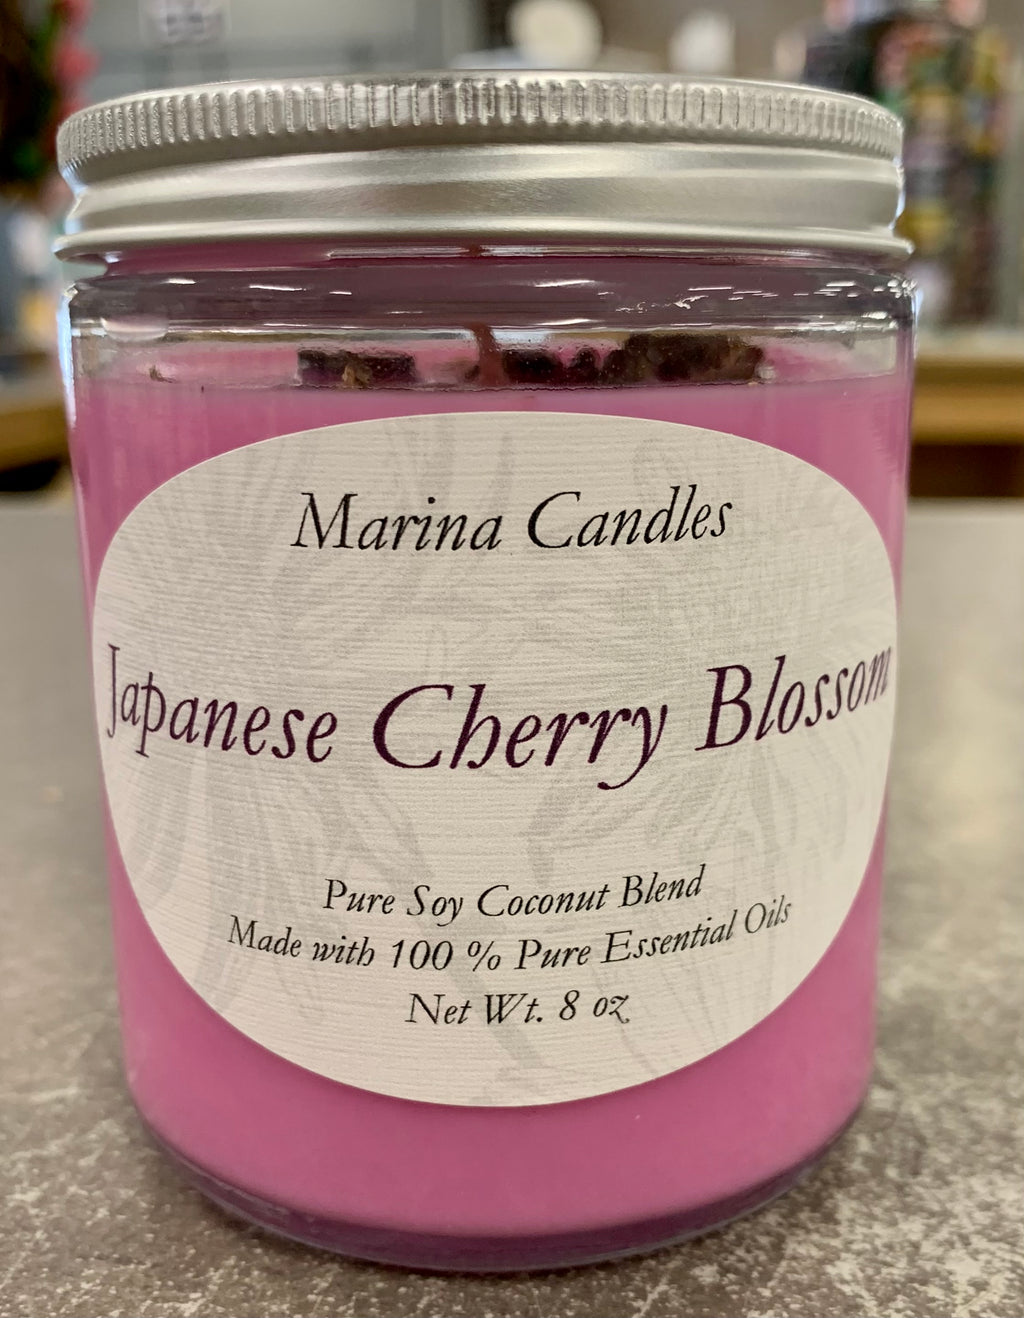 Marina Candles
Japanese Cherry Blossom
Pure Soy Coconut Blend
Made with 100 % Pure Essential Oils
Net Wt. 8 oz